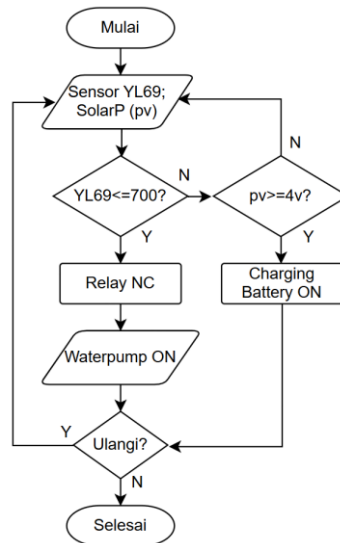 Mulai
Sensor YL69;
SolarP (pv)
N
YL69<=700?
N
pv>=4v?
Y
Y
Relay NC
Charging
Battery ON
Waterpump ON
Y
Ulangi?
N
Selesai